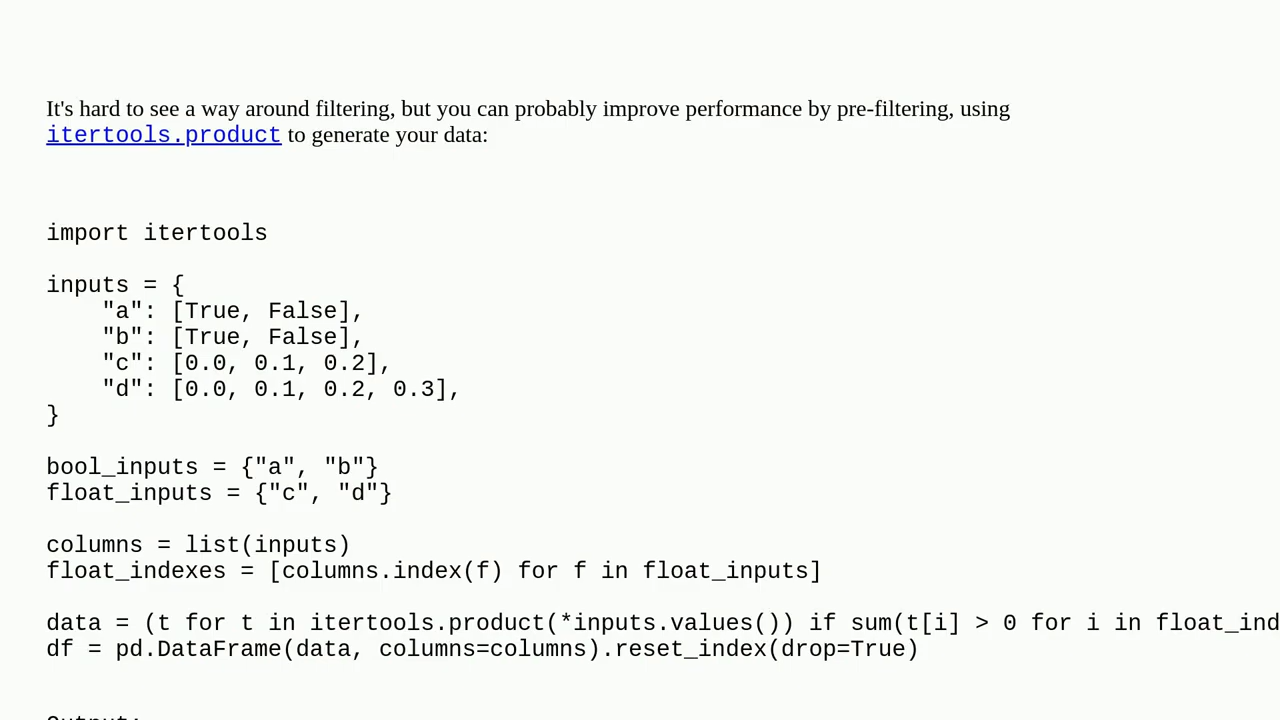 It's hard to see a way around filtering, but you can probably improve performance by pre-filtering, using
itertools.product to generate your data:
import itertools
inputs = {
    "a": [True, False],
    "b": [True, False],
    "c": [0.0, 0.1, 0.2],
    "d": [0.0, 0.1, 0.2, 0.3],
}
bool_inputs = {"a", "b"}
float_inputs = {"c", "d"}
columns = list(inputs)
float_indexes = [columns.index(f) for f in float_inputs]
data = (t for t in itertools.product(*inputs.values()) if sum(t[i] > 0 for i in float_ind
df = pd.DataFrame(data, columns=columns).reset_index(drop=True)